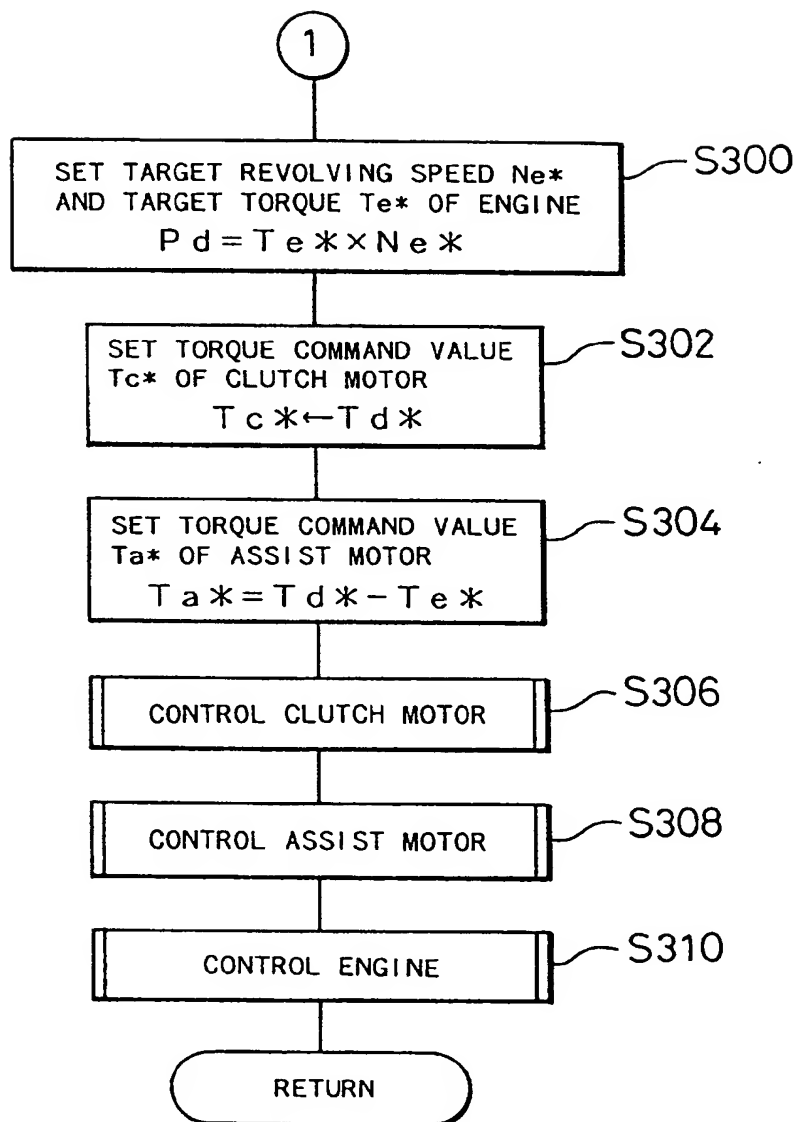 1
SET TARGET REVOLVING SPEED Ne*
AND TARGET TORQUE Te* OF ENGINE
Pd=Te*×Ne*
S300
SET TORQUE COMMAND VALUE
Tc* OF CLUTCH MOTOR
Tc*←Td*
S302
SET TORQUE COMMAND VALUE
Ta* OF ASSIST MOTOR
Ta*=Td*-Te*
S304
CONTROL CLUTCH MOTOR
S306
CONTROL ASSIST MOTOR
S308
CONTROL ENGINE
S310
RETURN